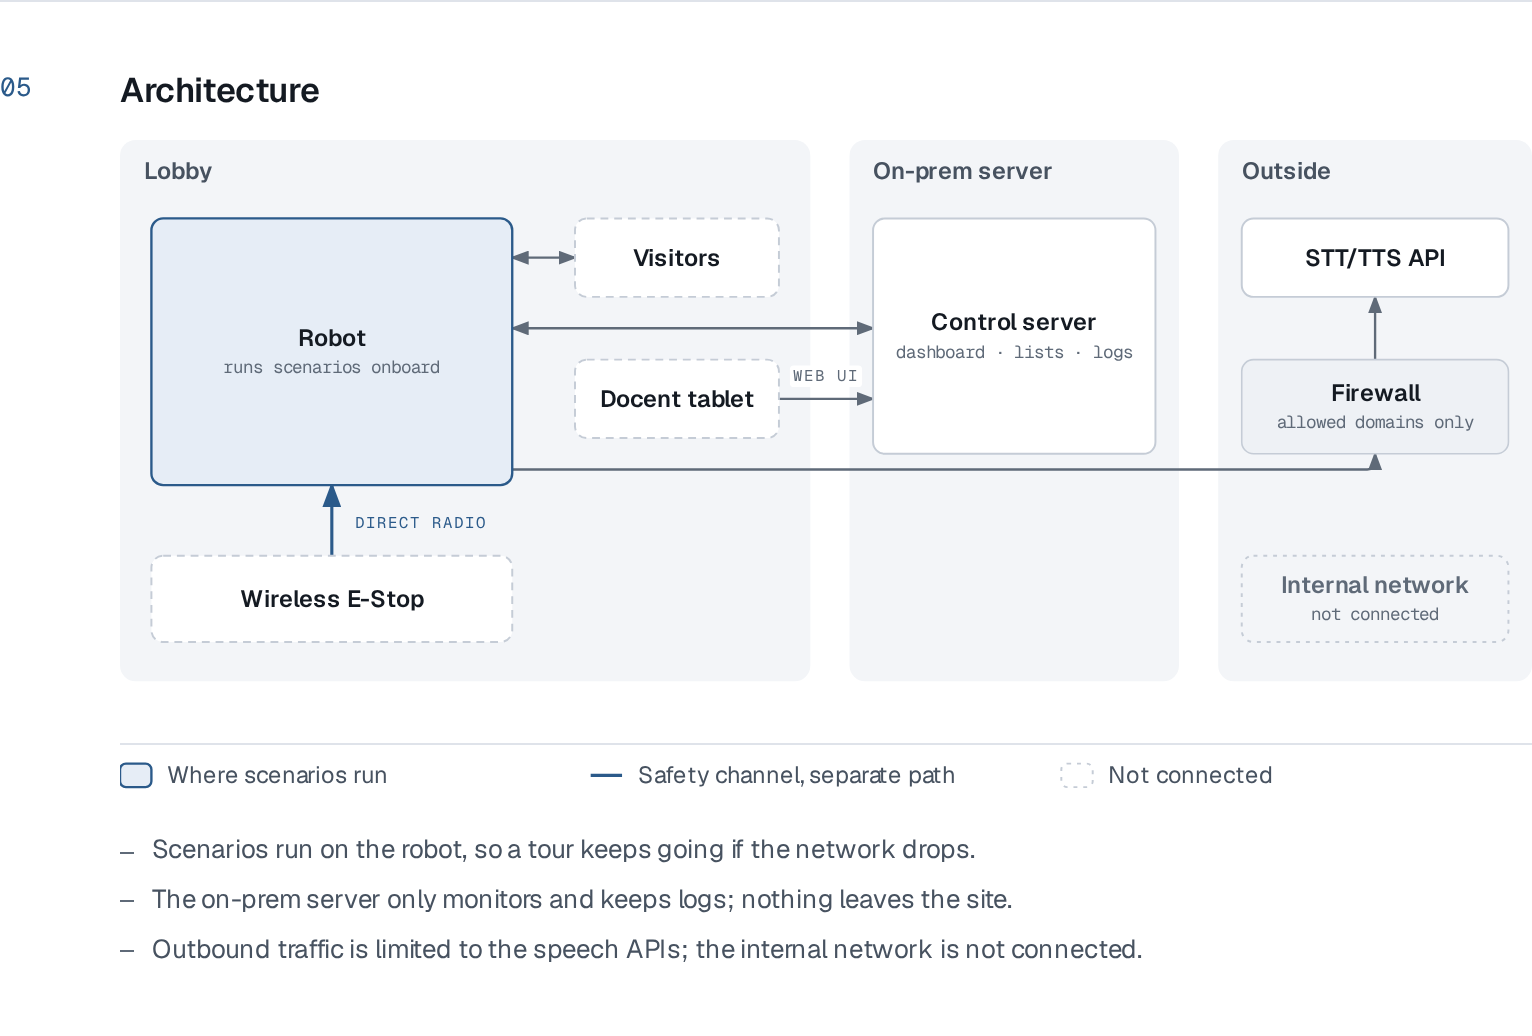 05
Architecture
Lobby
On-prem server
Outside
Robot
runs scenarios onboard
Visitors
Docent tablet
WEB UI
Control server
dashboard · lists · logs
STT/TTS API
Firewall
allowed domains only
DIRECT RADIO
Wireless E-Stop
Internal network
not connected
Where scenarios run
Safety channel, separate path
Not connected
– Scenarios run on the robot, so a tour keeps going if the network drops.
– The on-prem server only monitors and keeps logs; nothing leaves the site.
– Outbound traffic is limited to the speech APIs; the internal network is not connected.